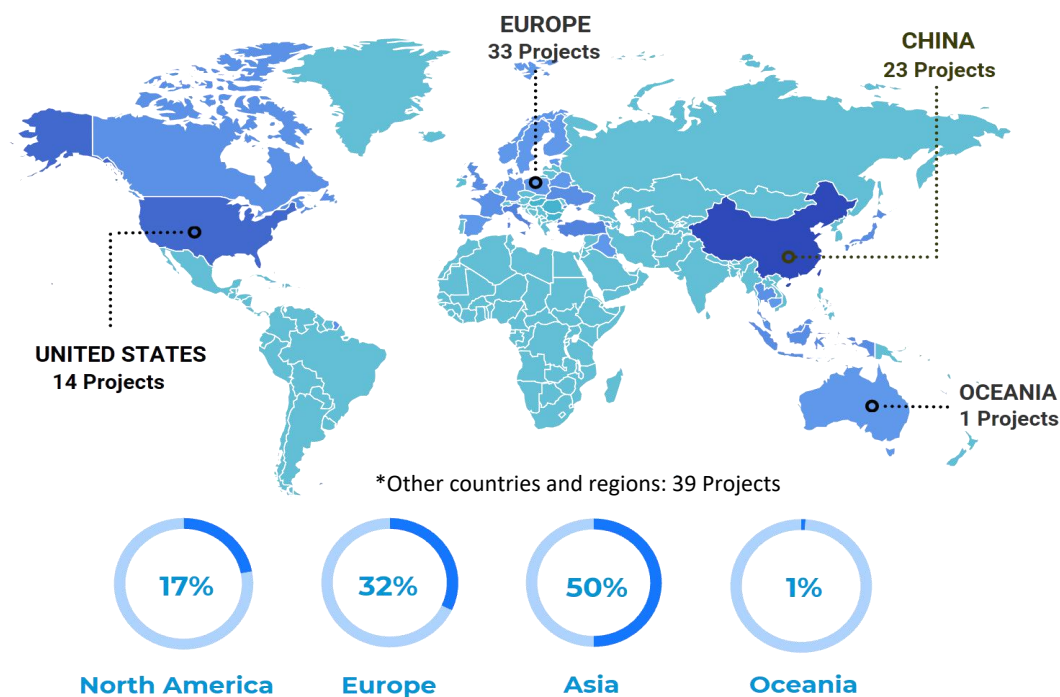 EUROPE
33 Projects
CHINA
23 Projects
UNITED STATES
14 Projects
OCEANIA
1 Projects
*Other countries and regions: 39 Projects
17%
32%
50%
1%
North America
Europe
Asia
Oceania